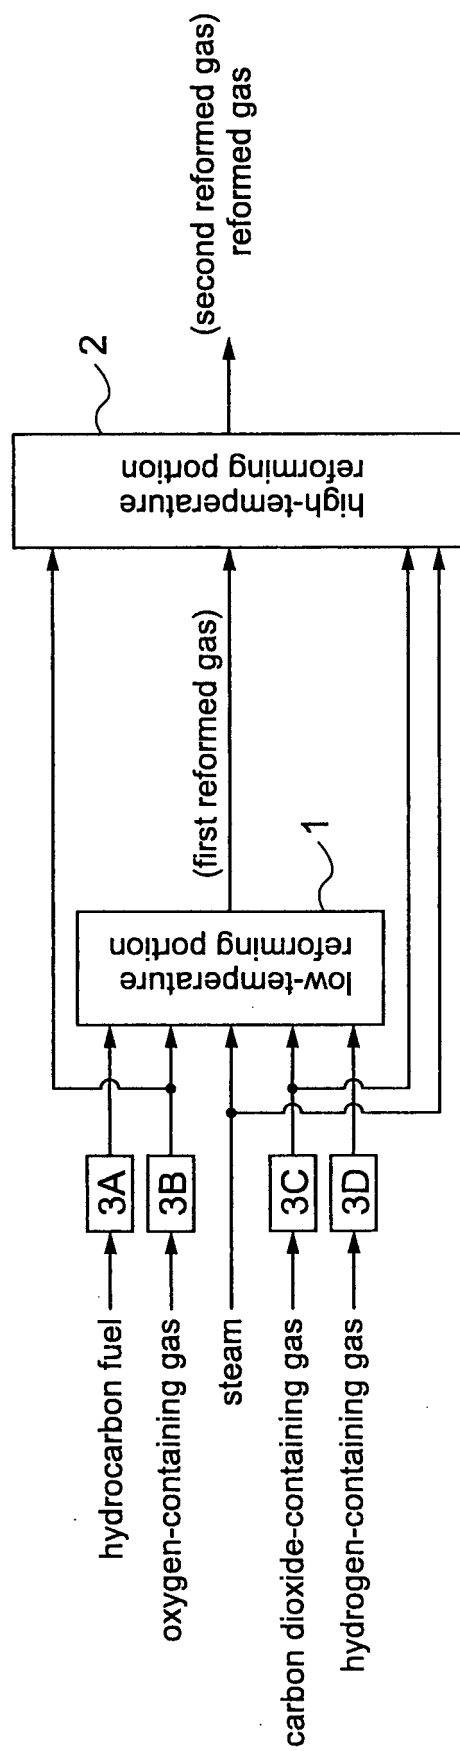 hydrocarbon fuel
3A
oxygen-containing gas
3B
steam
carbon dioxide-containing gas
3C
hydrogen-containing gas
3D
low-temperature
reforming portion
1
(first reformed gas)
high-temperature
reforming portion
2
(second reformed gas)
reformed gas